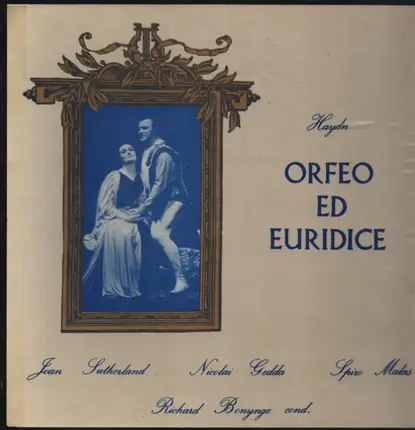 Haydn
ORFEO
ED
EURIDICE
Joan Sutherland Nicolai Gedda Spiro Malas
Richard Bonynge cond.